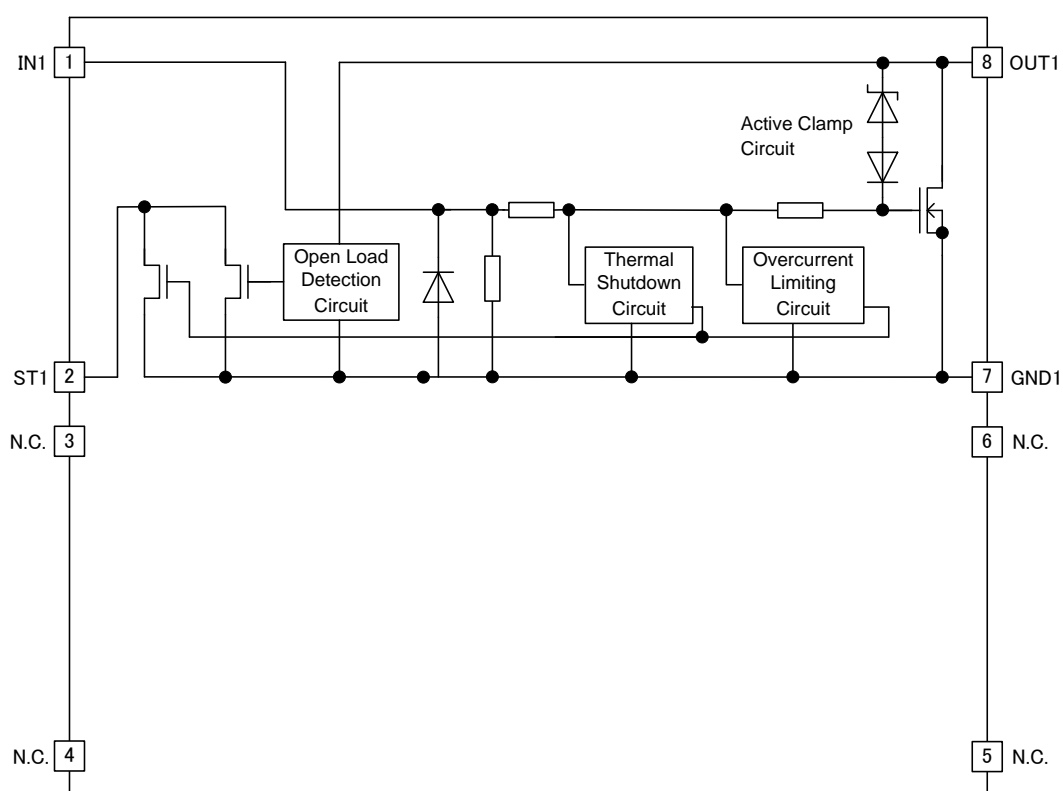 IN1 1
8 OUT1
Active Clamp
Circuit
Open Load
Detection
Circuit
Thermal
Shutdown
Circuit
Overcurrent
Limiting
Circuit
ST1 2
7 GND1
N.C. 3
6 N.C.
N.C. 4
5 N.C.